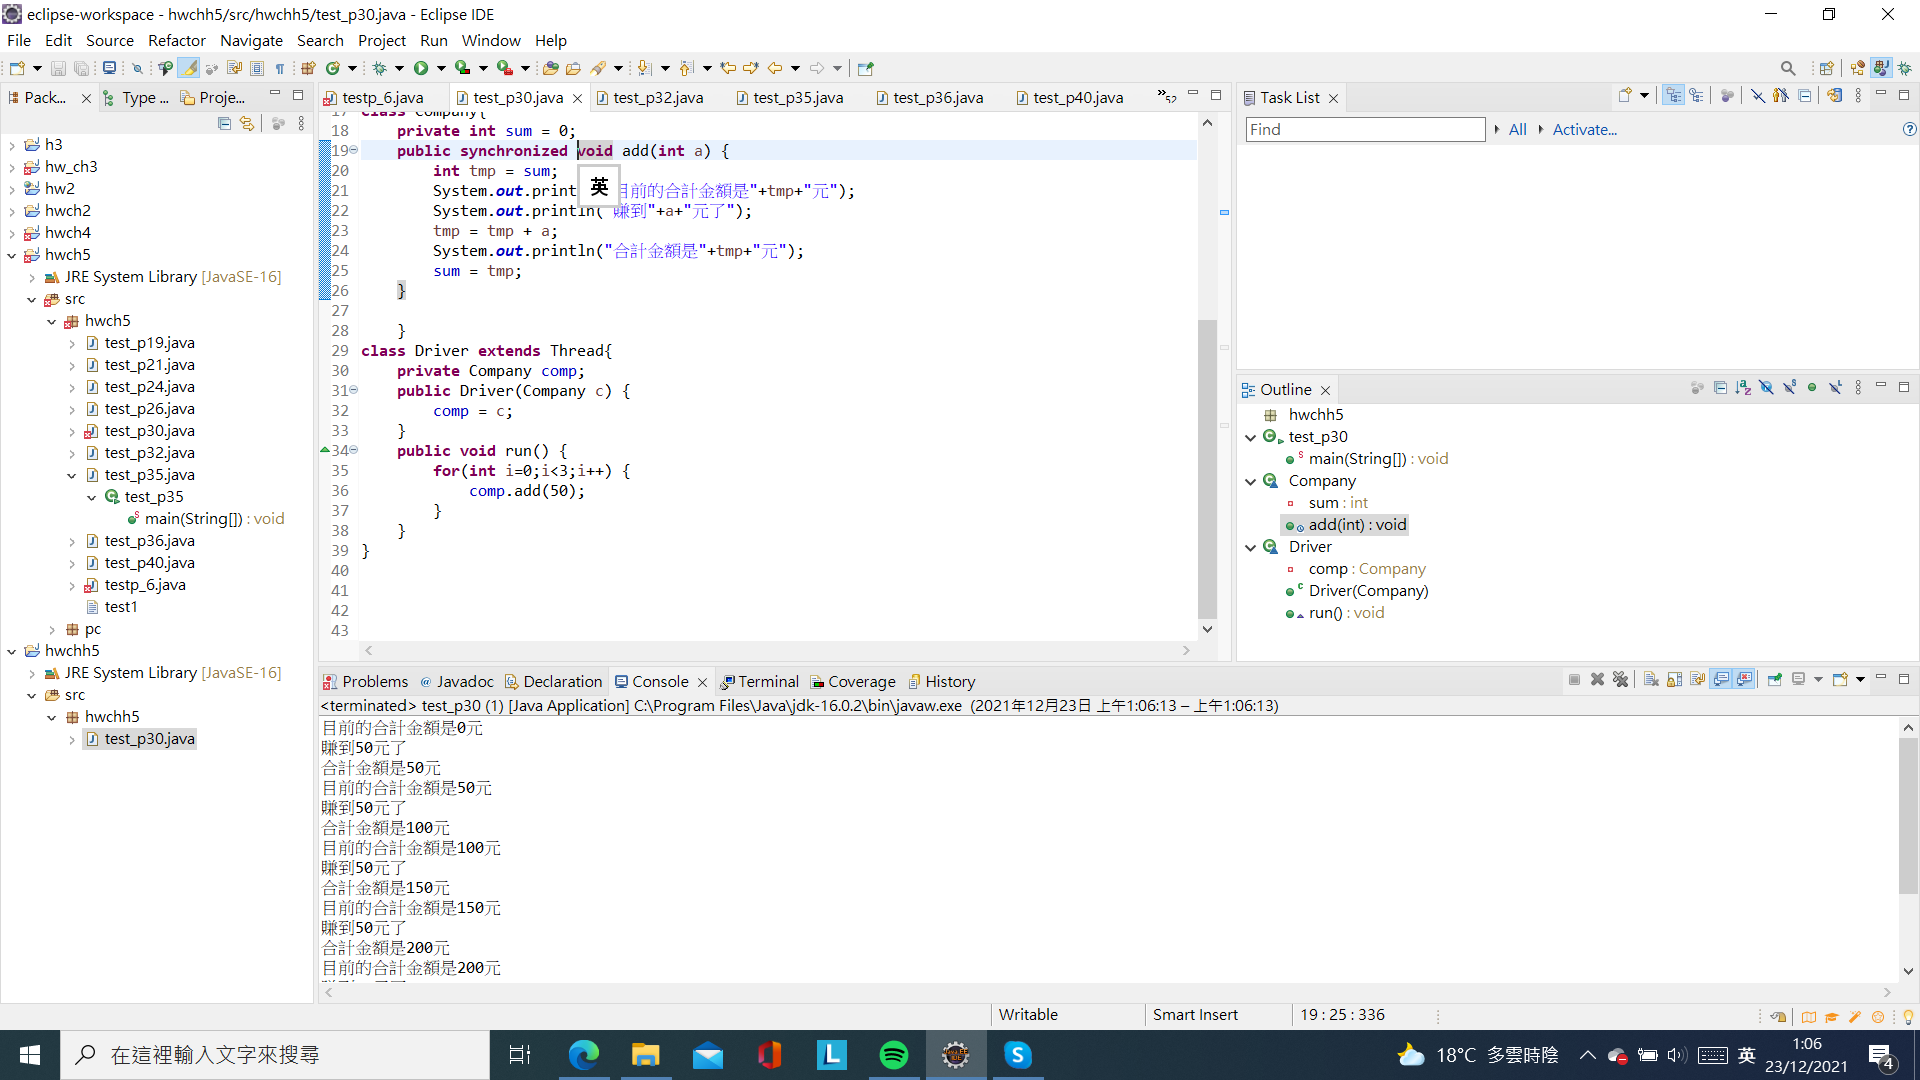 eclipse-workspace - hwchh5/src/hwchh5/test_p30.java - Eclipse IDE
File Edit Source Refactor Navigate Search Project Run Window Help
Pack... Type ... Proje...
h3
hw_ch3
hw2
hwch2
hwch4
hwch5
JRE System Library [JavaSE-16]
src
hwch5
test_p19.java
test_p21.java
test_p24.java
test_p26.java
test_p30.java
test_p32.java
test_p35.java
test_p35
main(String[]) : void
test_p36.java
test_p40.java
testp_6.java
test1
pc
hwchh5
JRE System Library [JavaSE-16]
src
hwchh5
test_p30.java
testp_6.java test_p30.java test_p32.java test_p35.java test_p36.java test_p40.java 52
17 class Company{
18 private int sum = 0;
19 public synchronized void add(int a) {
20 int tmp = sum;
英
21 System.out.print 目前的合計金額是"+tmp+"元");
22 System.out.println("賺到"+a+"元了");
23 tmp = tmp + a;
24 System.out.println("合計金額是"+tmp+"元");
25 sum = tmp;
26 }
27
28 }
29 class Driver extends Thread{
30 private Company comp;
31 public Driver(Company c) {
32 comp = c;
33 }
34 public void run() {
35 for(int i=0;i<3;i++) {
36 comp.add(50);
37 }
38 }
39 }
40
41
42
43
Task List
Find All Activate...
Outline
hwchh5
test_p30
main(String[]) : void
Company
sum : int
add(int) : void
Driver
comp : Company
Driver(Company)
run() : void
Problems Javadoc Declaration Console Terminal Coverage History
<terminated> test_p30 (1) [Java Application] C:\Program Files\Java\jdk-16.0.2\bin\javaw.exe (2021年12月23日 上午1:06:13 – 上午1:06:13)
目前的合計金額是0元
賺到50元了
合計金額是50元
目前的合計金額是50元
賺到50元了
合計金額是100元
目前的合計金額是100元
賺到50元了
合計金額是150元
目前的合計金額是150元
賺到50元了
合計金額是200元
目前的合計金額是200元
Writable Smart Insert 19 : 25 : 336
在這裡輸入文字來搜尋
18°C 多雲時陰 英
1:06
23/12/2021
4